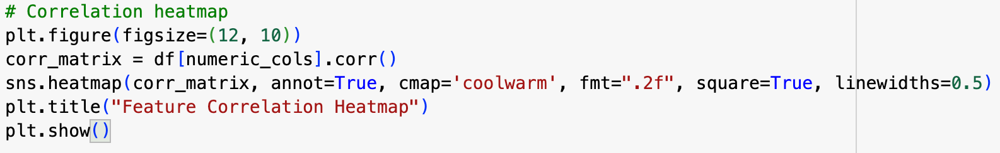 # Correlation heatmap
plt.figure(figsize=(12, 10))
corr_matrix = df[numeric_cols].corr()
sns.heatmap(corr_matrix, annot=True, cmap='coolwarm', fmt=".2f", square=True, linewidths=0.5)
plt.title("Feature Correlation Heatmap")
plt.show()